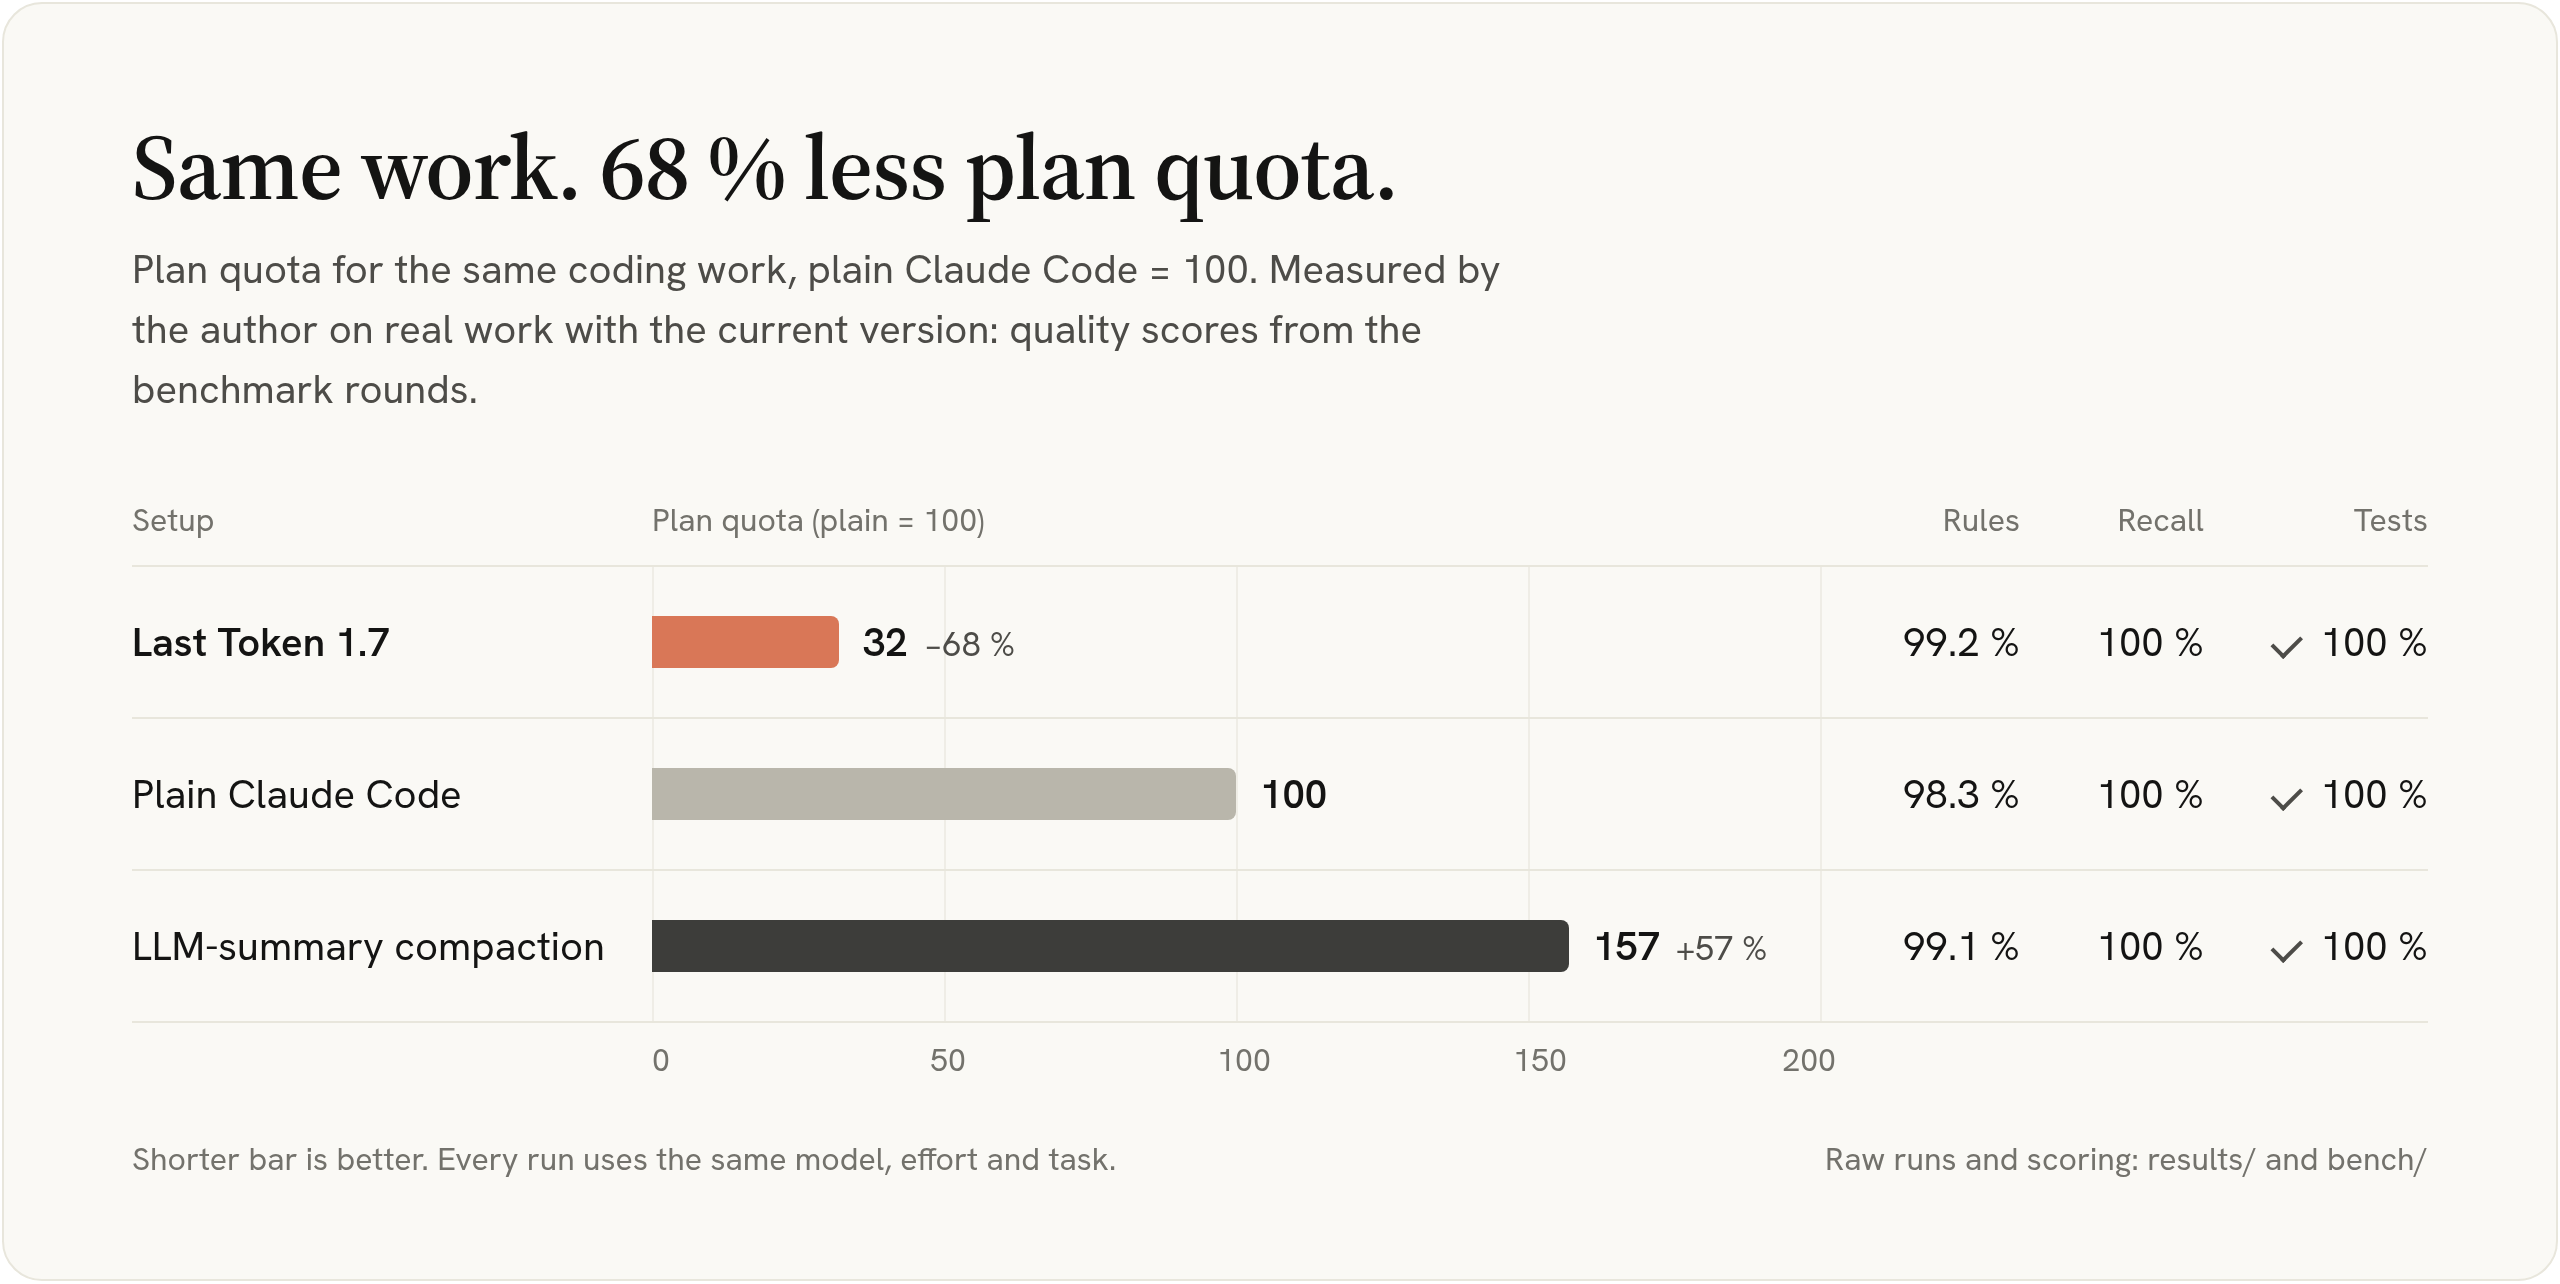 Same work. 68 % less plan quota.
Plan quota for the same coding work, plain Claude Code = 100. Measured by
the author on real work with the current version: quality scores from the
benchmark rounds.
Setup Plan quota (plain = 100) Rules Recall Tests
Last Token 1.7 32 –68 % 99.2 % 100 % ✓ 100 %
Plain Claude Code 100 98.3 % 100 % ✓ 100 %
LLM-summary compaction 157 +57 % 99.1 % 100 % ✓ 100 %
0 50 100 150 200
Shorter bar is better. Every run uses the same model, effort and task. Raw runs and scoring: results/ and bench/